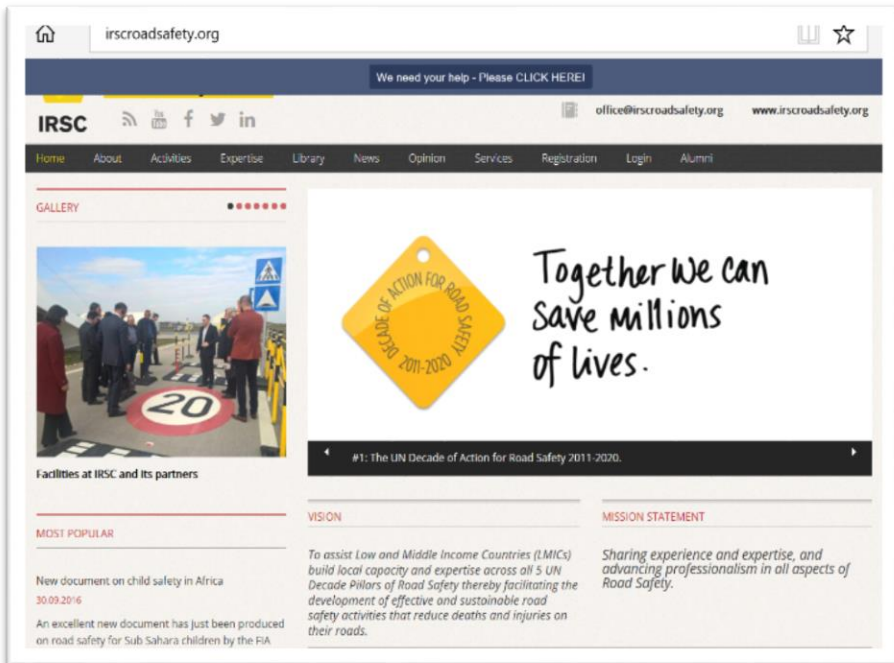 irscroadsafety.org
We need your help - Please CLICK HERE!
IRSC
You
Tube
office@irscroadsafety.org
www.irscroadsafety.org
Home About Activities Expertise Library News Opinion Services Registration Login Alumni
GALLERY
20
Facilities at IRSC and its partners
MOST POPULAR
New document on child safety in Africa
30.09.2016
An excellent new document has just been produced
on road safety for Sub Sahara children by the FIA
DECADE OF ACTION FOR ROAD SAFETY
2011-2020
Together we can
save millions
of lives.
#1: The UN Decade of Action for Road Safety 2011-2020.
VISION
To assist Low and Middle Income Countries (LMICs)
build local capacity and expertise across all 5 UN
Decade Pillars of Road Safety thereby facilitating the
development of effective and sustainable road
safety activities that reduce deaths and injuries on
their roads.
MISSION STATEMENT
Sharing experience and expertise, and
advancing professionalism in all aspects of
Road Safety.